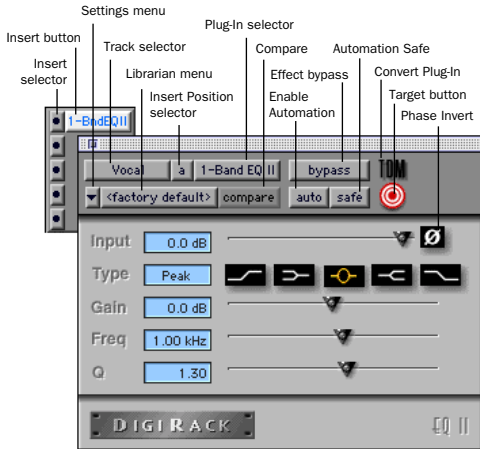 Settings menu
Plug-In selector
Insert button
Track selector
Compare
Automation Safe
Insert
selector
Librarian menu
Effect bypass
Convert Plug-In
Insert Position
selector
Enable
Automation
Target button
Phase Invert
1-BndEQII
Vocal a 1-Band EQ II bypass TDM
<factory default> compare auto safe
Input 0.0 dB Ø
Type Peak
Gain 0.0 dB
Freq 1.00 kHz
Q 1.30
DIGIRACK EQ II